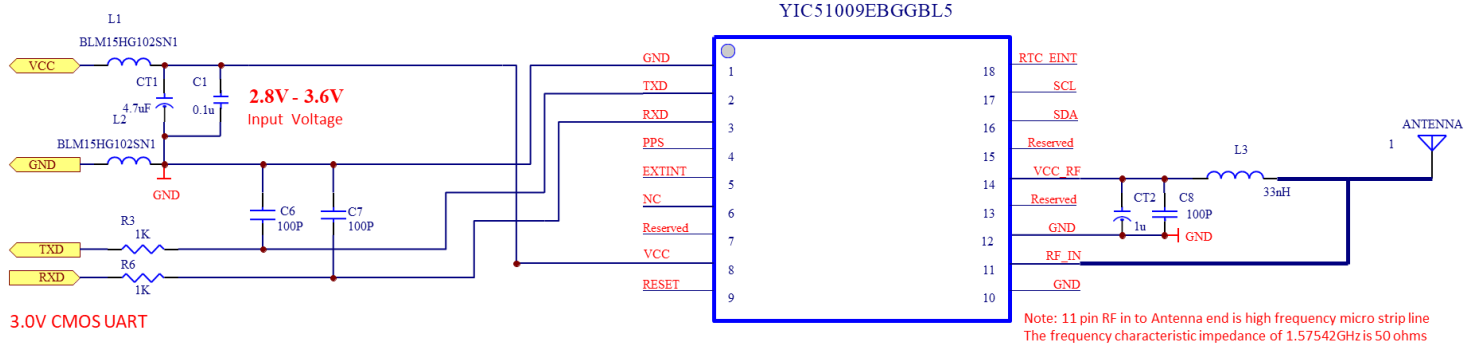 YIC51009EBGGBL5
L1
BLM15HG102SN1
VCC
CT1
C1
4.7uF
0.1u
2.8V - 3.6V
Input Voltage
L2
BLM15HG102SN1
GND
GND
C6
100P
C7
100P
R3
1K
TXD
R6
1K
RXD
3.0V CMOS UART
GND
1
TXD
2
RXD
3
PPS
4
EXTINT
5
NC
6
Reserved
7
VCC
8
RESET
9
18
RTC_EINT
17
SCL
16
SDA
15
Reserved
14
VCC_RF
13
Reserved
12
GND
11
RF_IN
10
GND
CT2
1u
C8
100P
GND
L3
33nH
ANTENNA
1
Note: 11 pin RF in to Antenna end is high frequency micro strip line
The frequency characteristic impedance of 1.57542GHz is 50 ohms